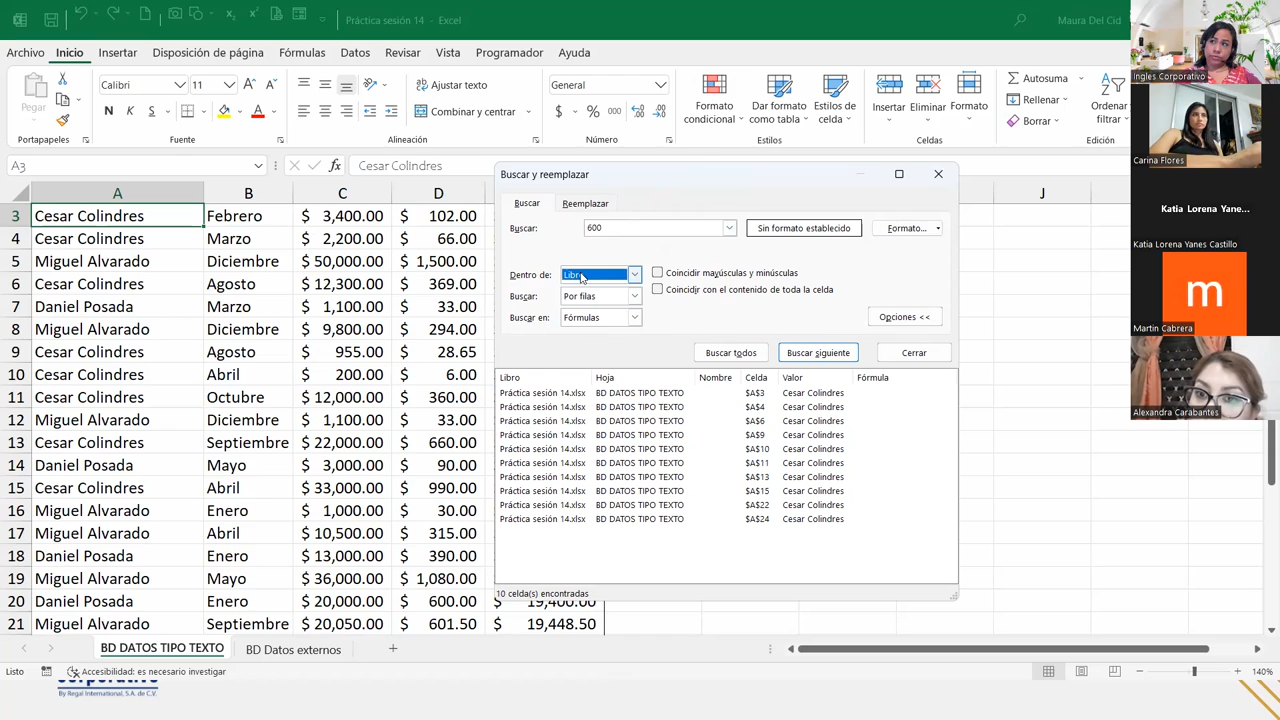 Práctica sesión 14 - Excel
Maura Del Cid
Archivo Inicio Insertar Disposición de página Fórmulas Datos Revisar Vista Programador Ayuda
Pegar
Calibri 11
N K S
Ajustar texto
Combinar y centrar
General
$ % 000
Formato condicional
Dar formato como tabla
Estilos de celda
Insertar
Eliminar
Formato
Autosuma
Rellenar
Borrar
Ordenar y filtrar
Portapapeles Fuente Alineación Número Estilos Celdas Edición
A3 fx Cesar Colindres
A B C D J
3 Cesar Colindres Febrero $ 3,400.00 $ 102.00
4 Cesar Colindres Marzo $ 2,200.00 $ 66.00
5 Miguel Alvarado Diciembre $ 50,000.00 $ 1,500.
6 Cesar Colindres Agosto $ 12,300.00 $ 369.00
7 Daniel Posada Marzo $ 1,100.00 $ 33.00
8 Miguel Alvarado Diciembre $ 9,800.00 $ 294.00
9 Cesar Colindres Agosto $ 955.00 $ 28.65
10 Cesar Colindres Abril $ 200.00 $ 6.00
11 Cesar Colindres Octubre $ 12,000.00 $ 360.00
12 Miguel Alvarado Diciembre $ 1,100.00 $ 33.00
13 Cesar Colindres Septiembre $ 22,000.00 $ 660.00
14 Daniel Posada Mayo $ 3,000.00 $ 90.00
15 Cesar Colindres Abril $ 33,000.00 $ 990.00
16 Miguel Alvarado Enero $ 1,000.00 $ 30.00
17 Miguel Alvarado Abril $ 10,500.00 $ 315.00
18 Daniel Posada Enero $ 13,000.00 $ 390.00
19 Miguel Alvarado Mayo $ 36,000.00 $ 1,080.00
20 Daniel Posada Enero $ 20,000.00 $ 600.00 $ 19,400.00
21 Miguel Alvarado Septiembre $ 20,050.00 $ 601.50 $ 19,448.50
Buscar y reemplazar
Buscar Reemplazar
Buscar: 600 Sin formato establecido Formato...
Dentro de: Libro Coincidir mayúsculas y minúsculas
Buscar: Por filas Coincidir con el contenido de toda la celda
Buscar en: Fórmulas Opciones <<
Buscar todos Buscar siguiente Cerrar
Libro Hoja Nombre Celda Valor Fórmula
Práctica sesión 14.xlsx BD DATOS TIPO TEXTO $A$3 Cesar Colindres
Práctica sesión 14.xlsx BD DATOS TIPO TEXTO $A$4 Cesar Colindres
Práctica sesión 14.xlsx BD DATOS TIPO TEXTO $A$6 Cesar Colindres
Práctica sesión 14.xlsx BD DATOS TIPO TEXTO $A$9 Cesar Colindres
Práctica sesión 14.xlsx BD DATOS TIPO TEXTO $A$10 Cesar Colindres
Práctica sesión 14.xlsx BD DATOS TIPO TEXTO $A$11 Cesar Colindres
Práctica sesión 14.xlsx BD DATOS TIPO TEXTO $A$13 Cesar Colindres
Práctica sesión 14.xlsx BD DATOS TIPO TEXTO $A$15 Cesar Colindres
Práctica sesión 14.xlsx BD DATOS TIPO TEXTO $A$22 Cesar Colindres
Práctica sesión 14.xlsx BD DATOS TIPO TEXTO $A$24 Cesar Colindres
10 celda(s) encontradas
BD DATOS TIPO TEXTO BD Datos externos
Listo Accesibilidad: es necesario investigar 140%
By Regal International, S.A. de C.V.
Ingles Corporativo
Carina Flores
Katia Lorena Yane...
Katia Lorena Yanes Castillo
m
Martin Cabrera
Alexandra Carabantes